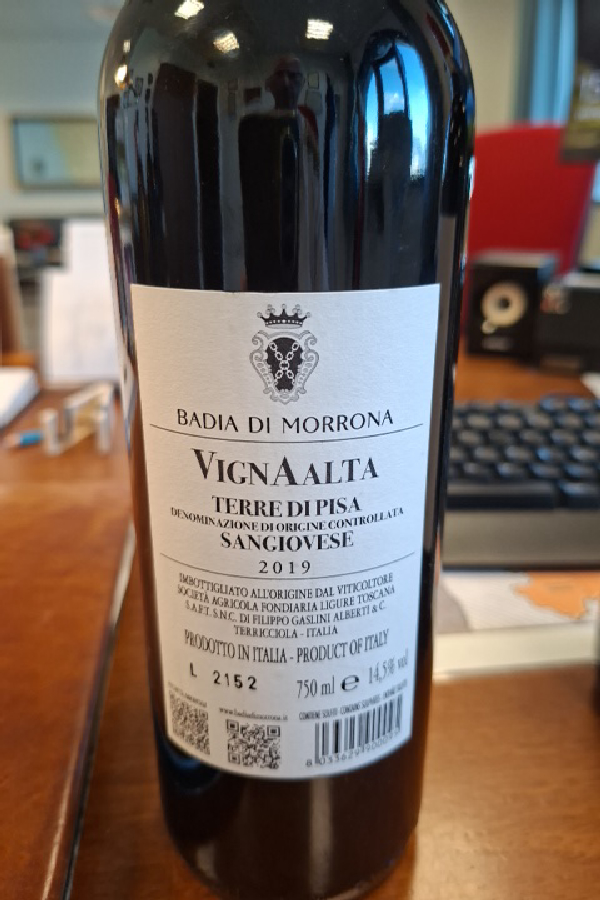 BADIA DI MORRONA
VIGNAALTA
TERRE DI PISA
DENOMINAZIONE DI ORIGINE CONTROLLATA
SANGIOVESE
2019
IMBOTTIGLIATO ALL'ORIGINE DAL VITICOLTORE
SOCIETÀ AGRICOLA FONDIARIA LIGURE TOSCANA
S.A.F.L.T. S.N.C. DI FILIPPO GASLINI ALBERTI & C.
TERRICCIOLA - ITALIA
PRODOTTO IN ITALIA - PRODUCT OF ITALY
L 2152
750 ml e 14,5% vol
www.badiadimorrona.it
CONTIENE SOLFITI - CONTAINS SULPHITES